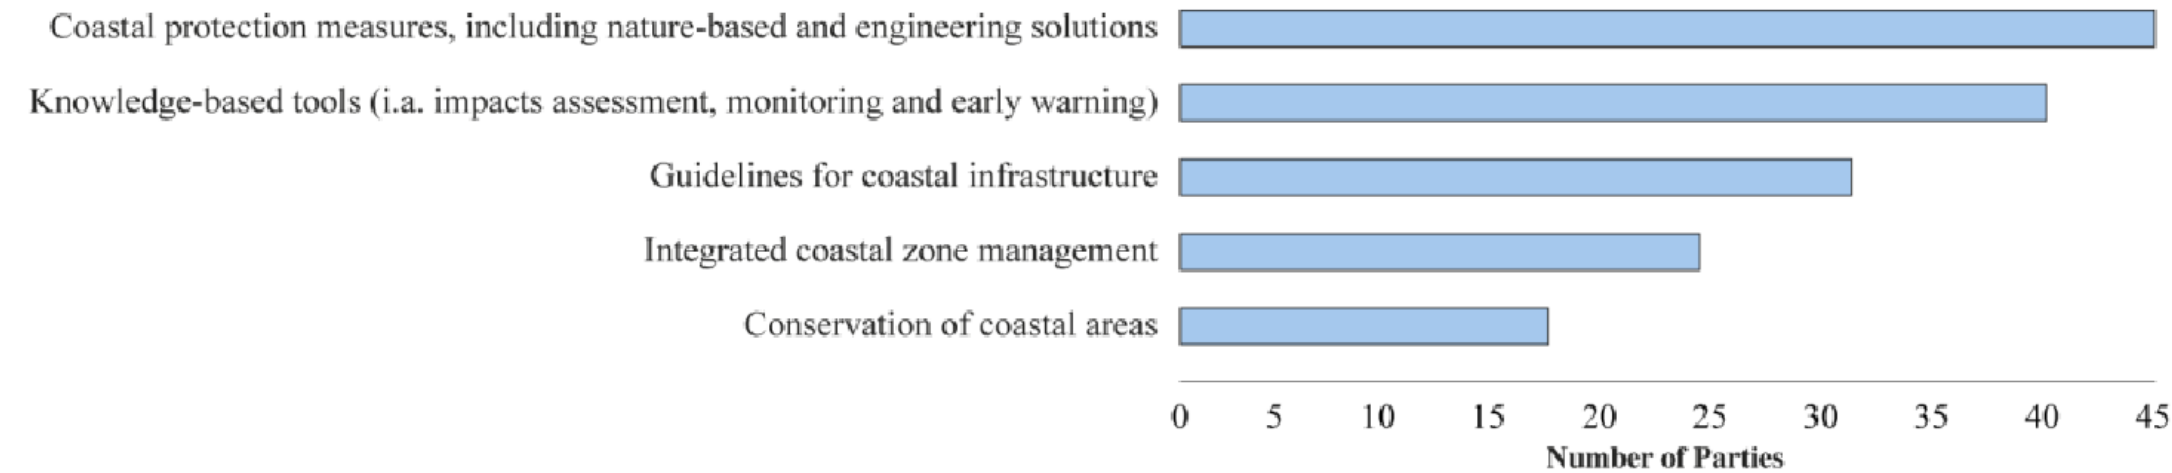 Coastal protection measures, including nature-based and engineering solutions
Knowledge-based tools (i.a. impacts assessment, monitoring and early warning)
Guidelines for coastal infrastructure
Integrated coastal zone management
Conservation of coastal areas
0 5 10 15 20 25 30 35 40 45
Number of Parties